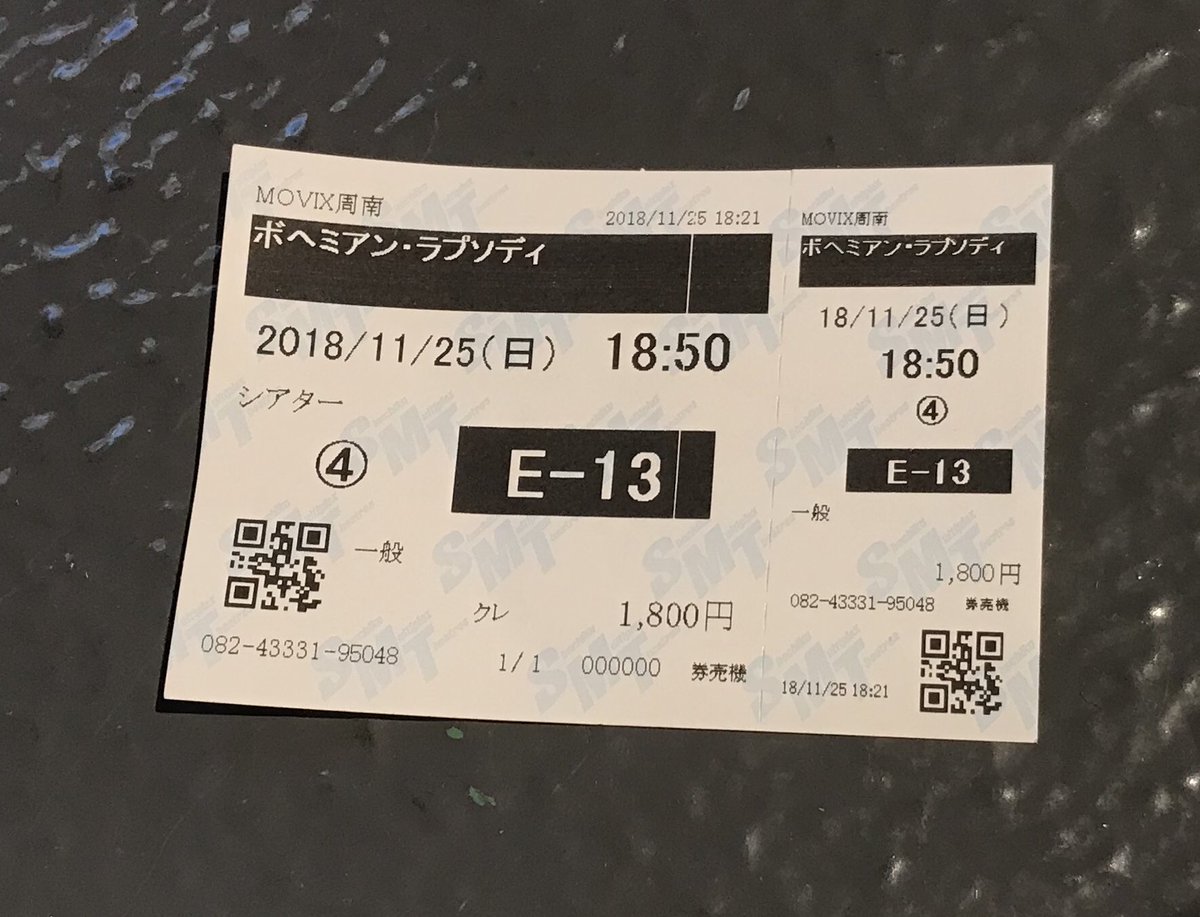 MOVIX周南
2018/11/25 18:21
ボヘミアン・ラプソディ
2018/11/25(日) 18:50
シアター
④ E-13
一般
クレ 1,800円
082-43331-95048 1/1 000000 券売機
MOVIX周南
ボヘミアン・ラプソディ
18/11/25(日)
18:50
④
E-13
一般
1,800円
082-43331-95048 券売機
18/11/25 18:21
SMT